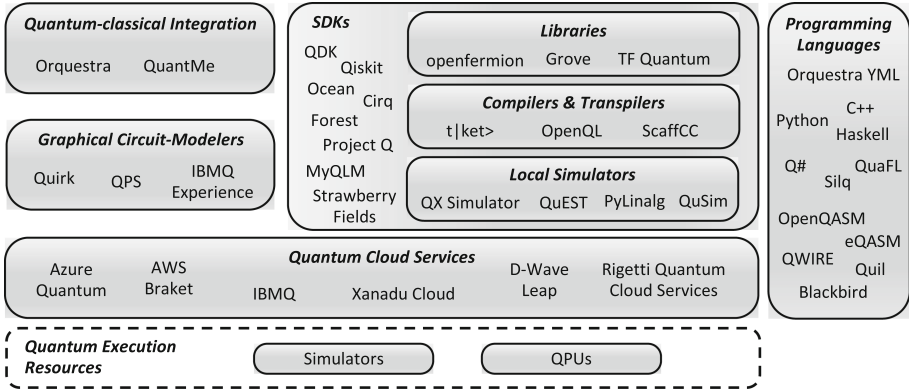 Quantum-classical Integration
Orquestra QuantMe
Graphical Circuit-Modelers
Quirk QPS IBMQ
Experience
SDKs
QDK
Qiskit
Ocean
Cirq
Forest
Project Q
MyQLM
Strawberry
Fields
Libraries
openfermion Grove TF Quantum
Compilers & Transpilers
t|ket> OpenQL ScaffCC
Local Simulators
QX Simulator QuEST PyLinalg QuSim
Programming
Languages
Orquestra YML
C++
Python
Haskell
Q# QuaFL
Silq
OpenQASM
eQASM
QWIRE
Quil
Blackbird
Quantum Cloud Services
Azure
Quantum
AWS
Braket
IBMQ
Xanadu Cloud
D-Wave
Leap
Rigetti Quantum
Cloud Services
Quantum Execution
Resources
Simulators
QPUs